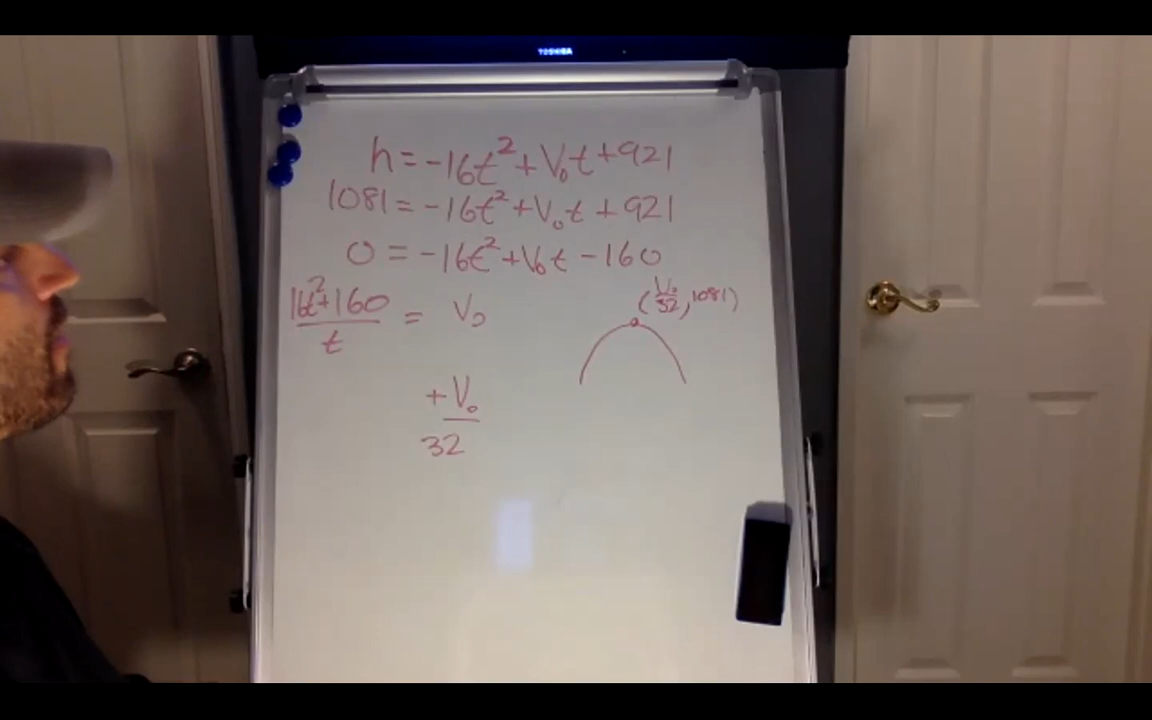 TOSHIBA
h=-16t²+V₀t+921
1081=-16t²+V₀t+921
0=-16t²+V₀t-160
(V₀/32,1081)
16t²+160/t = V₀
+V₀/32